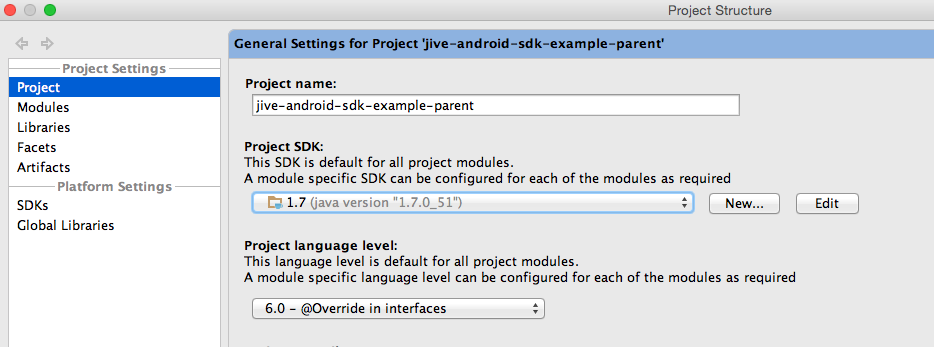 Project Structure
Project Settings
Project
Modules
Libraries
Facets
Artifacts
Platform Settings
SDKs
Global Libraries
General Settings for Project 'jive-android-sdk-example-parent'
Project name:
jive-android-sdk-example-parent
Project SDK:
This SDK is default for all project modules.
A module specific SDK can be configured for each of the modules as required
1.7 (java version "1.7.0_51")
New...
Edit
Project language level:
This language level is default for all project modules.
A module specific language level can be configured for each of the modules as required
6.0 - @Override in interfaces